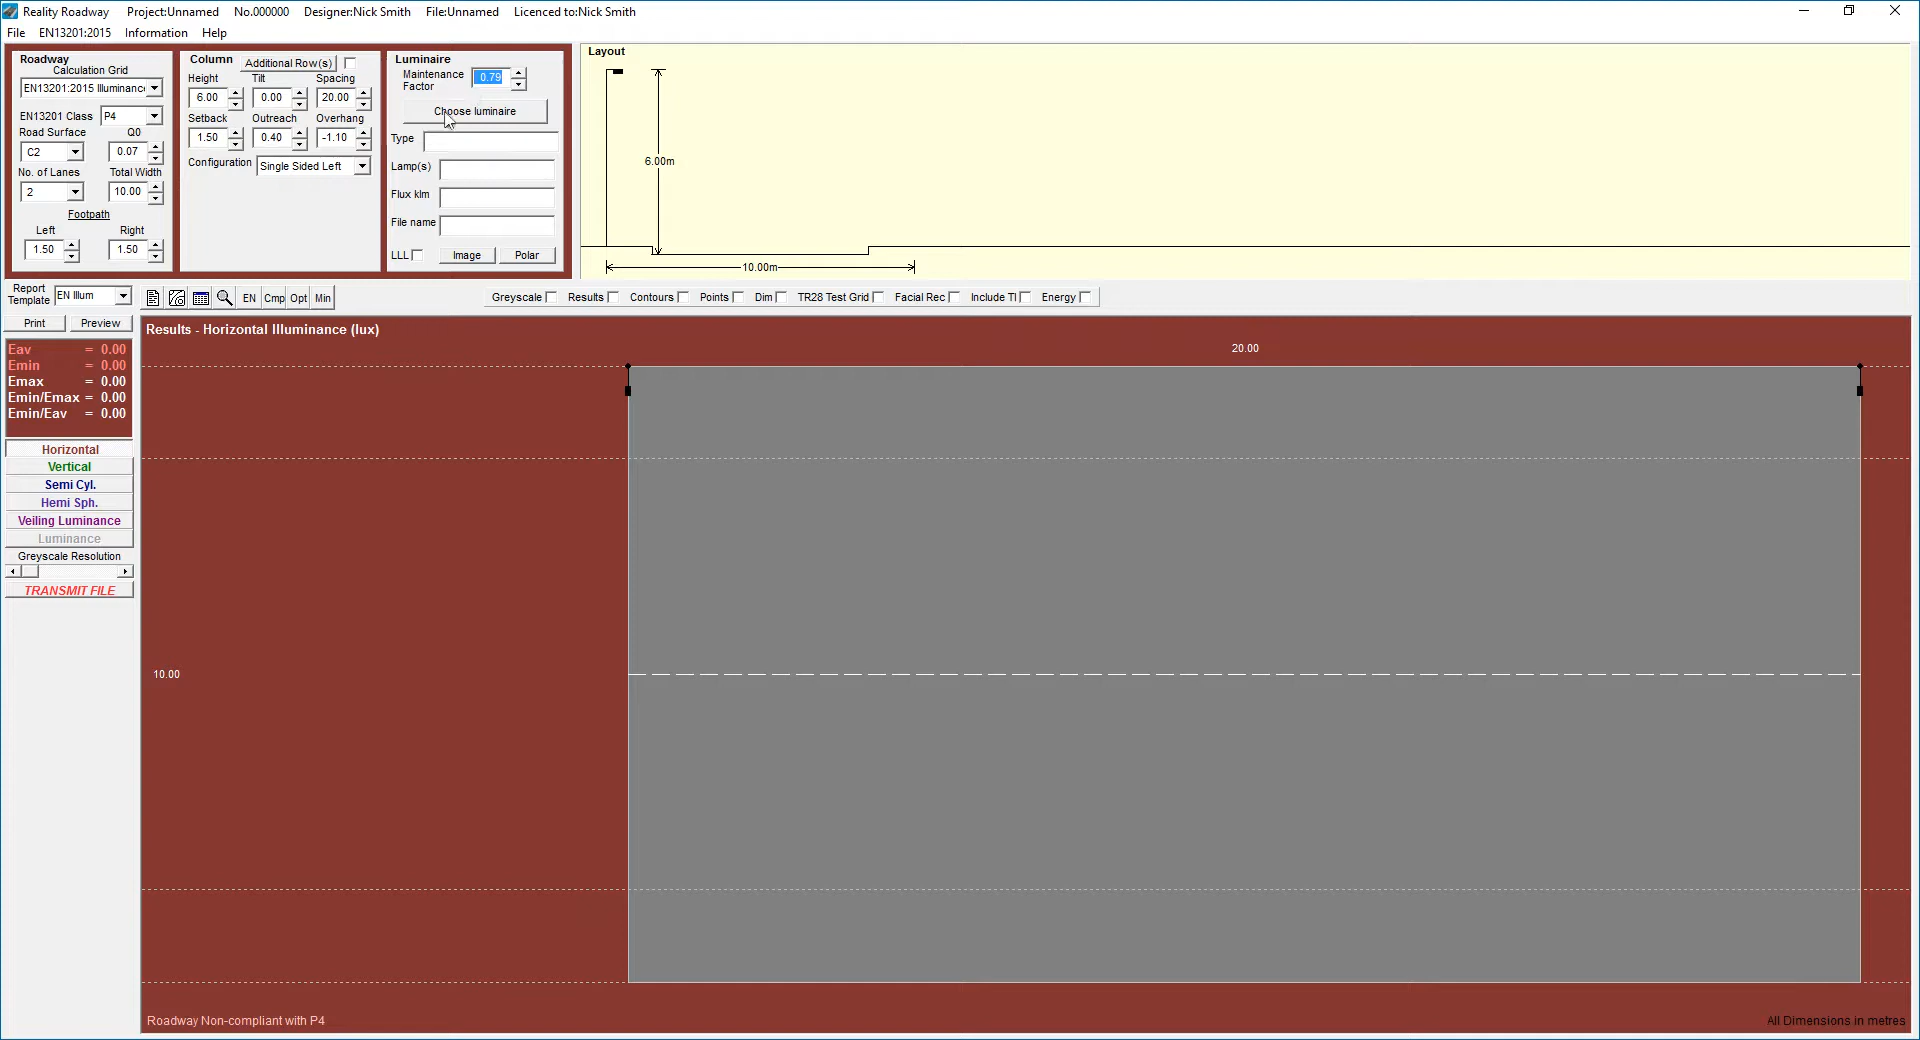 Reality Roadway Project:Unnamed No.000000 Designer:Nick Smith File:Unnamed Licenced to:Nick Smith
File EN13201:2015 Information Help
Roadway
Calculation Grid
EN13201:2015 Illuminanc
EN13201 Class P4
Road Surface Q0
C2 0.07
No. of Lanes Total Width
2 10.00
Footpath
Left Right
1.50 1.50
Column Additional Row(s)
Height Tilt Spacing
6.00 0.00 20.00
Setback Outreach Overhang
1.50 0.40 -1.10
Configuration Single Sided Left
Luminaire
Maintenance
Factor
0.79
Choose luminaire
Type
Lamp(s)
Flux klm
File name
LLL Image Polar
Layout
6.00m
10.00m
Report
Template
EN Illum
EN Cmp Opt Min
Greyscale Results Contours Points Dim TR28 Test Grid Facial Rec Include TI Energy
Print Preview
Eav = 0.00
Emin = 0.00
Emax = 0.00
Emin/Emax = 0.00
Emin/Eav = 0.00
Horizontal
Vertical
Semi Cyl.
Hemi Sph.
Veiling Luminance
Luminance
Greyscale Resolution
TRANSMIT FILE
Results - Horizontal Illuminance (lux)
20.00
10.00
Roadway Non-compliant with P4
All Dimensions in metres